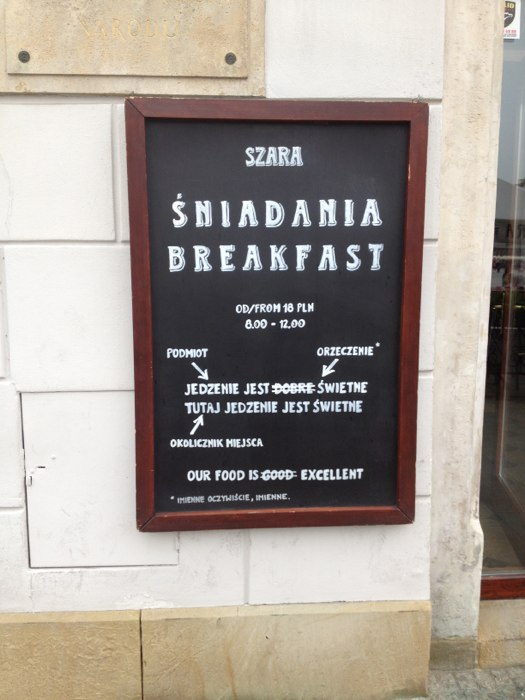 NARODU
SZARA
ŚNIADANIA
BREAKFAST
OD/FROM 18 PLN
8.00 - 12.00
PODMIOT ORZECZENIE*
JEDZENIE JEST DOBRE ŚWIETNE
TUTAJ JEDZENIE JEST ŚWIETNE
OKOLICZNIK MIEJSCA
OUR FOOD IS GOOD EXCELLENT
* IMIENNE OCZYWIŚCIE, IMIENNE.